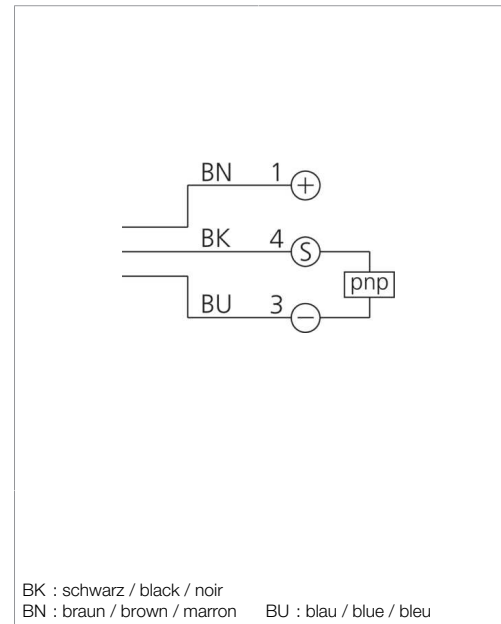 BN 1 +
BK 4 S
pnp
BU 3 −
BK : schwarz / black / noir
BN : braun / brown / marron BU : blau / blue / bleu